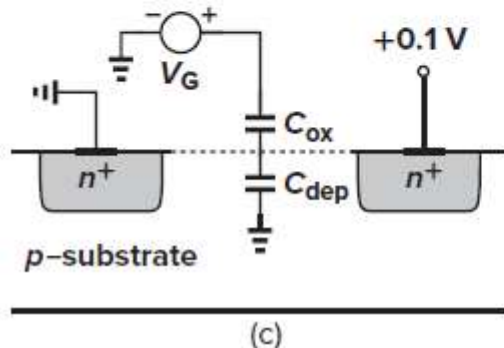 − +
+0.1 V
V_G
C_ox
n⁺
C_dep
n⁺
p–substrate
(c)